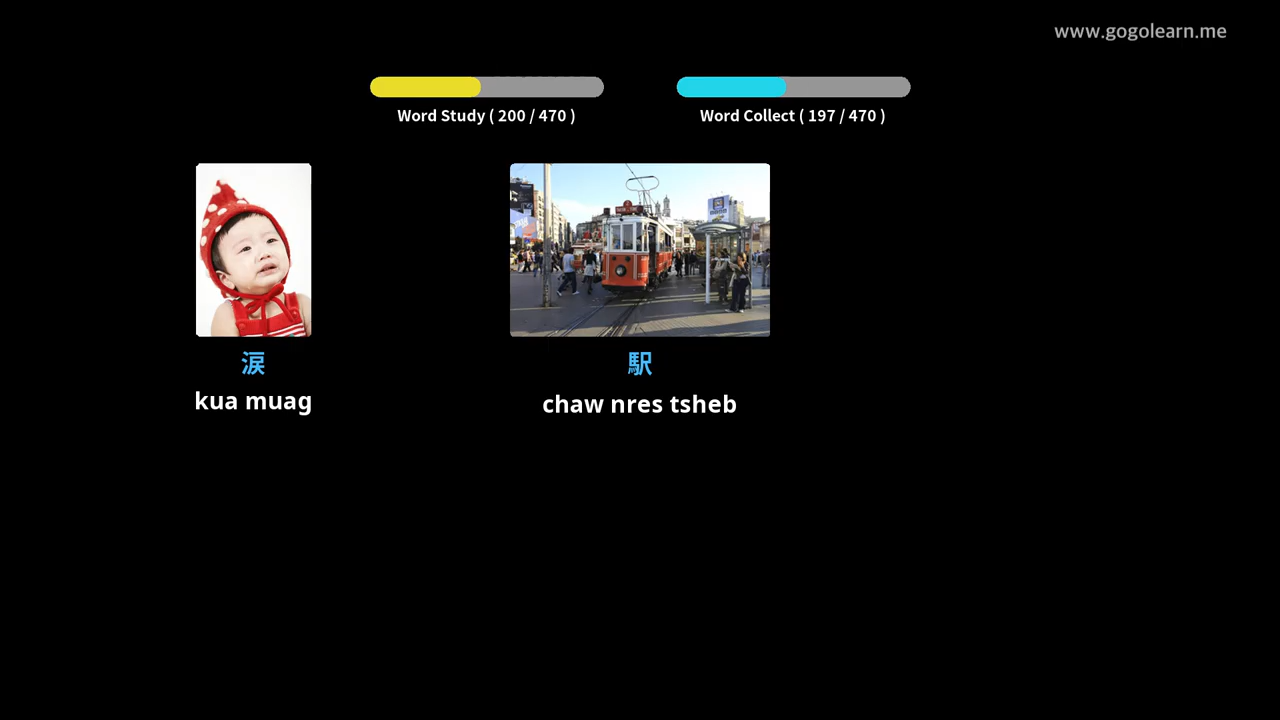 www.gogolearn.me
Word Study ( 200 / 470 )
Word Collect ( 197 / 470 )
涙
kua muag
駅
chaw nres tsheb